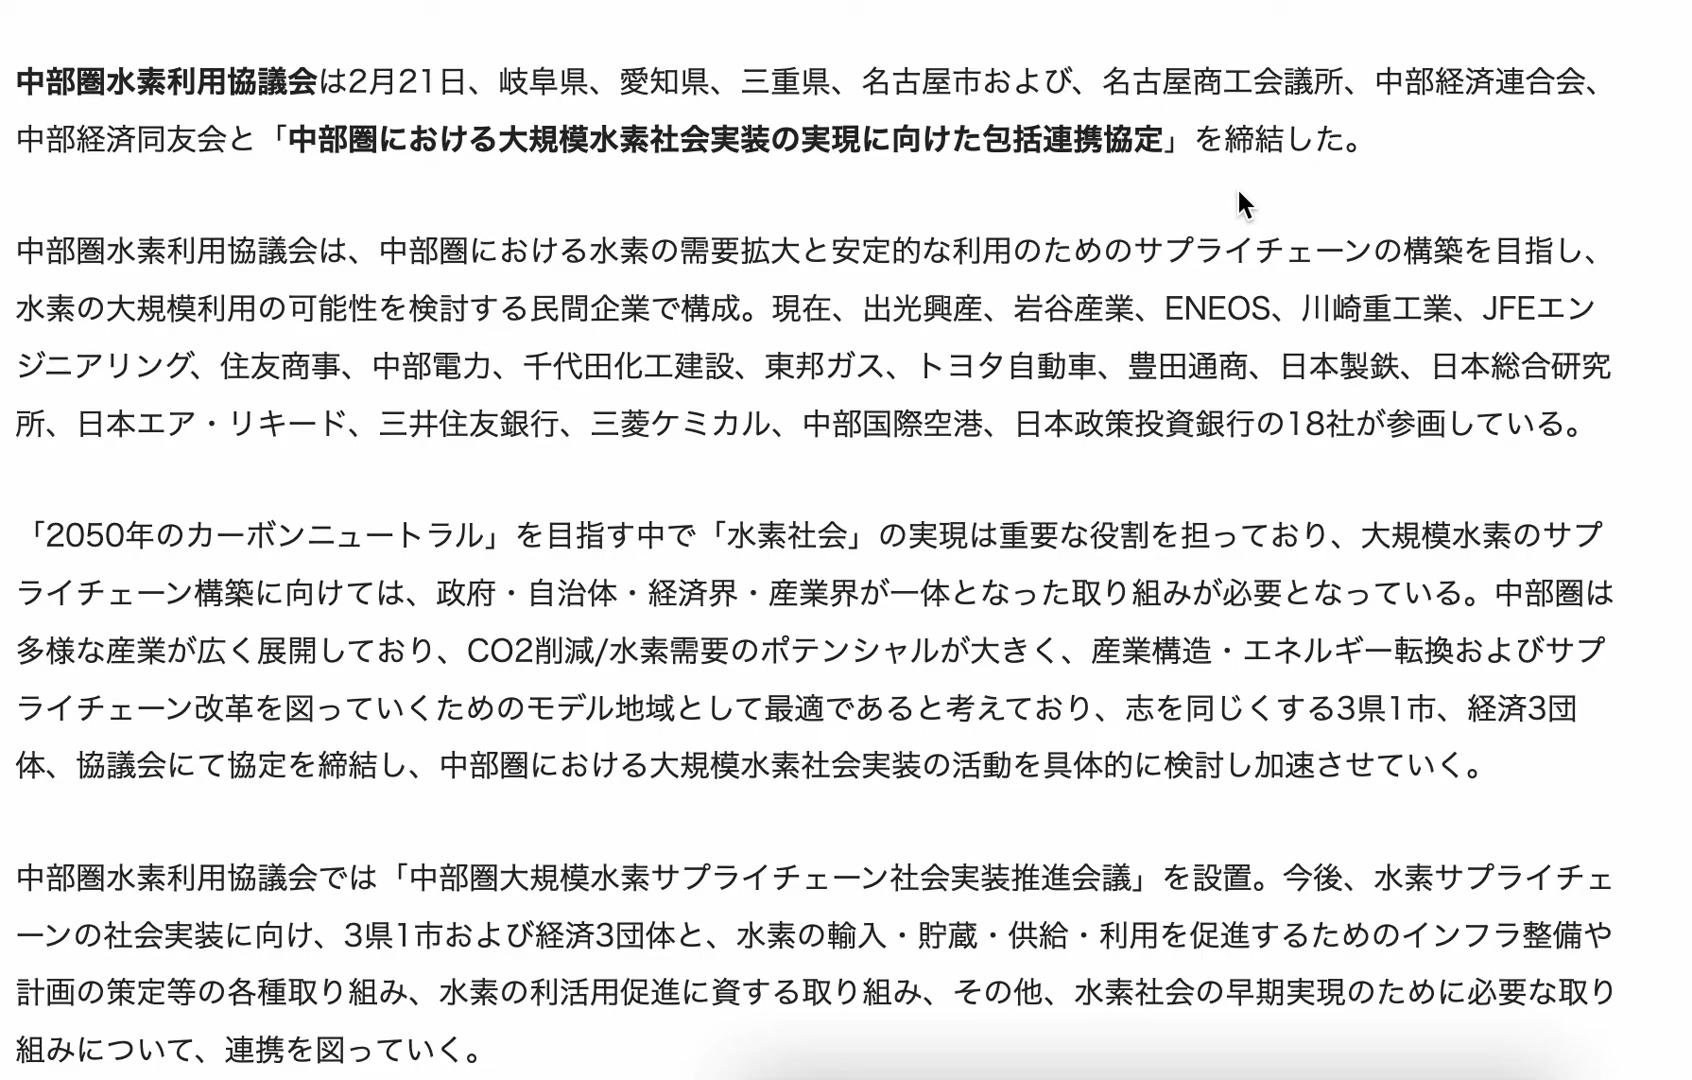 中部圏水素利用協議会は2月21日、岐阜県、愛知県、三重県、名古屋市および、名古屋商工会議所、中部経済連合会、
中部経済同友会と「中部圏における大規模水素社会実装の実現に向けた包括連携協定」を締結した。
中部圏水素利用協議会は、中部圏における水素の需要拡大と安定的な利用のためのサプライチェーンの構築を目指し、
水素の大規模利用の可能性を検討する民間企業で構成。現在、出光興産、岩谷産業、ENEOS、川崎重工業、JFEエン
ジニアリング、住友商事、中部電力、千代田化工建設、東邦ガス、トヨタ自動車、豊田通商、日本製鉄、日本総合研究
所、日本エア・リキード、三井住友銀行、三菱ケミカル、中部国際空港、日本政策投資銀行の18社が参画している。
「2050年のカーボンニュートラル」を目指す中で「水素社会」の実現は重要な役割を担っており、大規模水素のサプ
ライチェーン構築に向けては、政府・自治体・経済界・産業界が一体となった取り組みが必要となっている。中部圏は
多様な産業が広く展開しており、CO2削減/水素需要のポテンシャルが大きく、産業構造・エネルギー転換およびサプ
ライチェーン改革を図っていくためのモデル地域として最適であると考えており、志を同じくする3県1市、経済3団
体、協議会にて協定を締結し、中部圏における大規模水素社会実装の活動を具体的に検討し加速させていく。
中部圏水素利用協議会では「中部圏大規模水素サプライチェーン社会実装推進会議」を設置。今後、水素サプライチェ
ーンの社会実装に向け、3県1市および経済3団体と、水素の輸入・貯蔵・供給・利用を促進するためのインフラ整備や
計画の策定等の各種取り組み、水素の利活用促進に資する取り組み、その他、水素社会の早期実現のために必要な取り
組みについて、連携を図っていく。